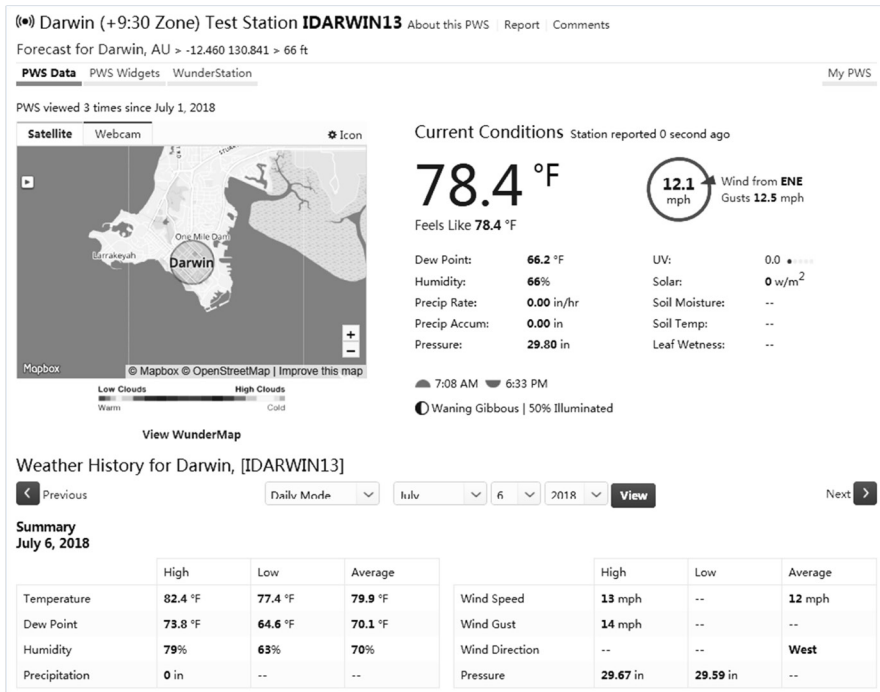 Darwin (+9:30 Zone) Test Station IDARWIN13 About this PWS | Report | Comments
Forecast for Darwin, AU > -12.460 130.841 > 66 ft
PWS Data PWS Widgets WunderStation My PWS
PWS viewed 3 times since July 1, 2018
Satellite Webcam Icon
One Mile Dam
Larrakeyah
Darwin
+
−
Mapbox © Mapbox © OpenStreetMap | Improve this map
Low Clouds High Clouds
Warm Cold
View WunderMap
Current Conditions Station reported 0 second ago
78.4 °F
Feels Like 78.4 °F
12.1
mph
Wind from ENE
Gusts 12.5 mph
Dew Point: 66.2 °F
Humidity: 66%
Precip Rate: 0.00 in/hr
Precip Accum: 0.00 in
Pressure: 29.80 in
UV: 0.0
Solar: 0 w/m2
Soil Moisture: --
Soil Temp: --
Leaf Wetness: --
7:08 AM 6:33 PM
Waning Gibbous | 50% Illuminated
Weather History for Darwin, [IDARWIN13]
Previous Daily Mode July 6 2018 View Next
Summary
July 6, 2018
High Low Average
Temperature 82.4 °F 77.4 °F 79.9 °F
Dew Point 73.8 °F 64.6 °F 70.1 °F
Humidity 79% 63% 70%
Precipitation 0 in -- --
High Low Average
Wind Speed 13 mph -- 12 mph
Wind Gust 14 mph -- --
Wind Direction -- -- West
Pressure 29.67 in 29.59 in --